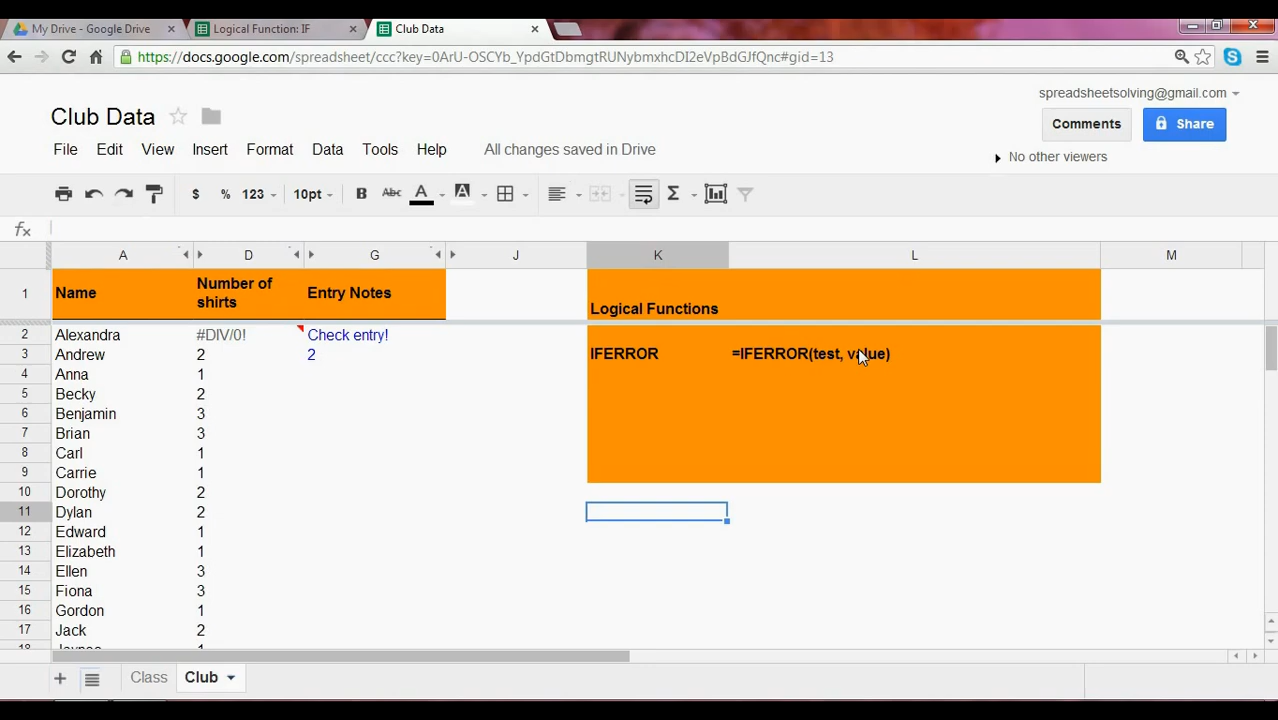 My Drive - Google Drive
Logical Function: IF
Club Data
https://docs.google.com/spreadsheet/ccc?key=0ArU-OSCYb_YpdGtDbmgtRUNybmxhcDI2eVpBdGJfQnc#gid=13
spreadsheetsolving@gmail.com
Club Data
Comments
Share
File Edit View Insert Format Data Tools Help All changes saved in Drive
No other viewers
$ % 123 10pt B Abc A A Σ
fx
A D G J K L M
1 Name Number of shirts Entry Notes Logical Functions
2 Alexandra #DIV/0! Check entry!
3 Andrew 2 2 IFERROR =IFERROR(test, value)
4 Anna 1
5 Becky 2
6 Benjamin 3
7 Brian 3
8 Carl 1
9 Carrie 1
10 Dorothy 2
11 Dylan 2
12 Edward 1
13 Elizabeth 1
14 Ellen 3
15 Fiona 3
16 Gordon 1
17 Jack 2
18
Class Club